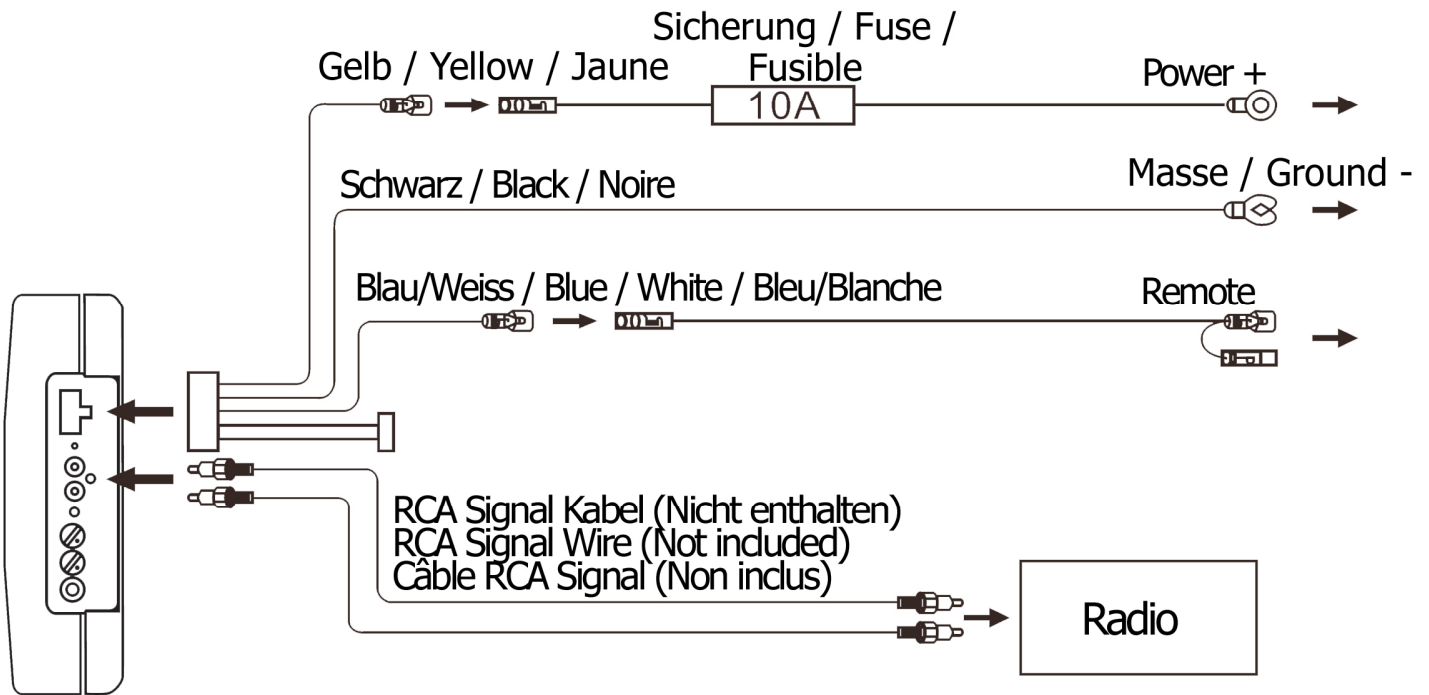 Sicherung / Fuse /
Fusible
Gelb / Yellow / Jaune
10A
Power +
Schwarz / Black / Noire
Masse / Ground -
Blau/Weiss / Blue / White / Bleu/Blanche
Remote
RCA Signal Kabel (Nicht enthalten)
RCA Signal Wire (Not included)
Câble RCA Signal (Non inclus)
Radio